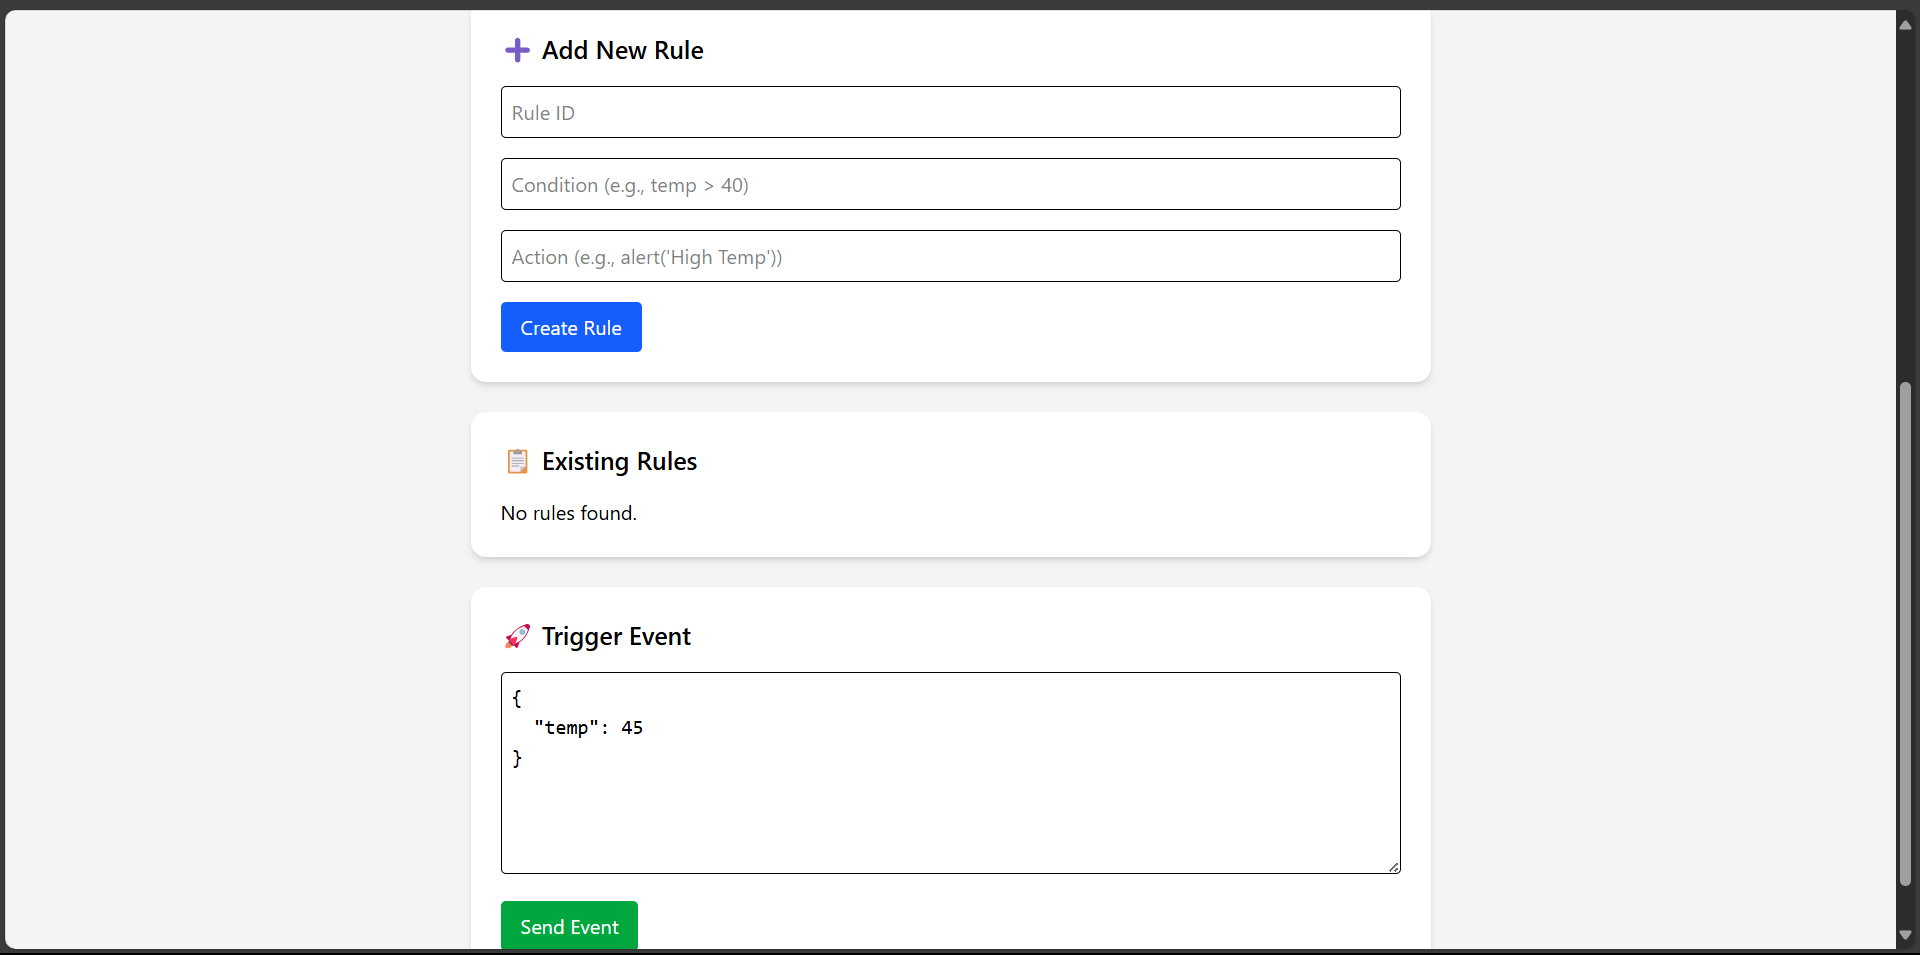 Add New Rule
Rule ID
Condition (e.g., temp > 40)
Action (e.g., alert('High Temp'))
Create Rule
Existing Rules
No rules found.
Trigger Event
{
  "temp": 45
}
Send Event